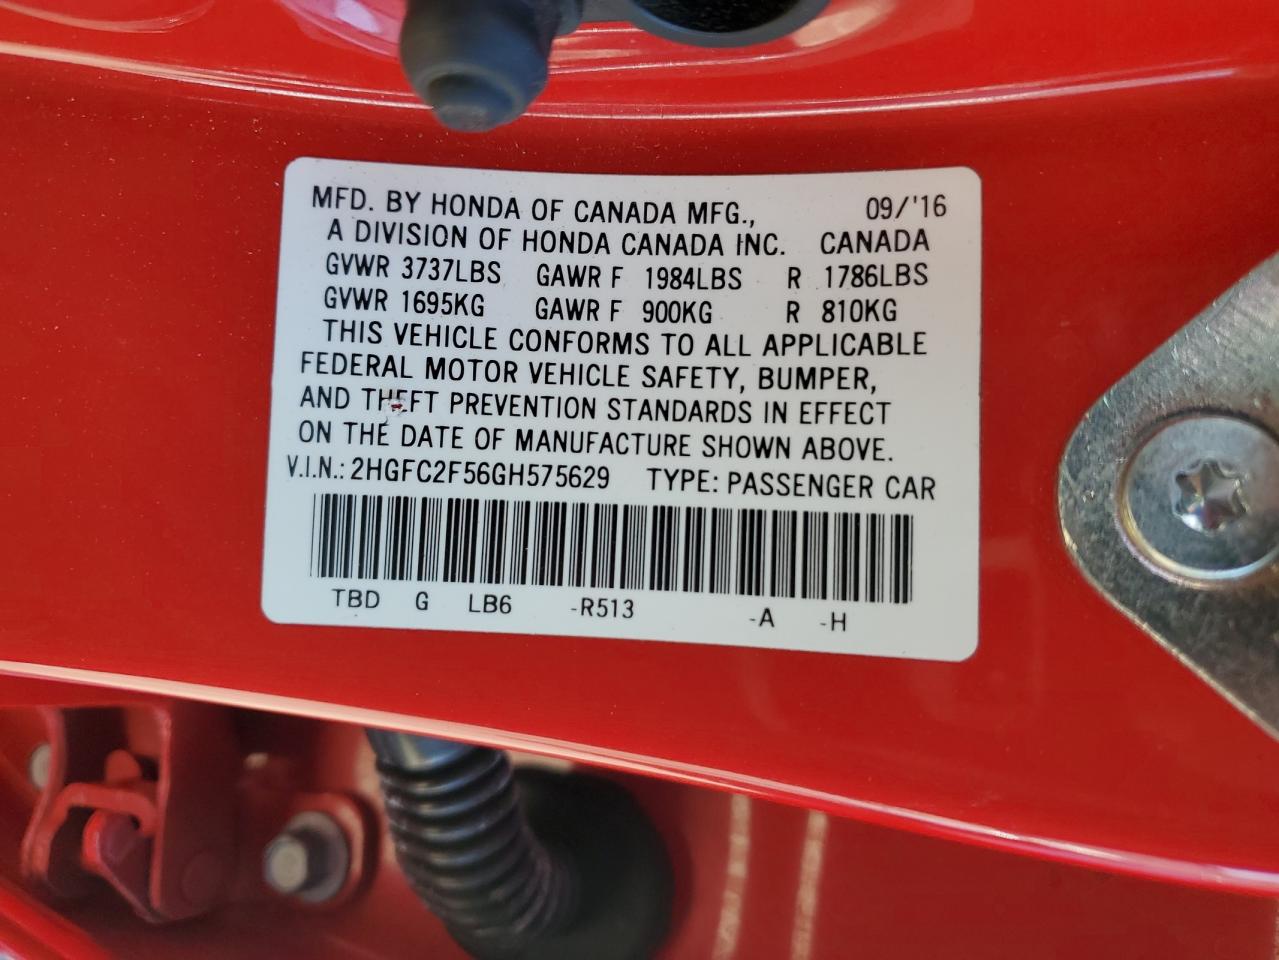 MFD. BY HONDA OF CANADA MFG., 09/'16
A DIVISION OF HONDA CANADA INC. CANADA
GVWR 3737LBS GAWR F 1984LBS R 1786LBS
GVWR 1695KG GAWR F 900KG R 810KG
THIS VEHICLE CONFORMS TO ALL APPLICABLE
FEDERAL MOTOR VEHICLE SAFETY, BUMPER,
AND THEFT PREVENTION STANDARDS IN EFFECT
ON THE DATE OF MANUFACTURE SHOWN ABOVE.
V.I.N.: 2HGFC2F56GH575629 TYPE: PASSENGER CAR
TBD G LB6 -R513 -A -H